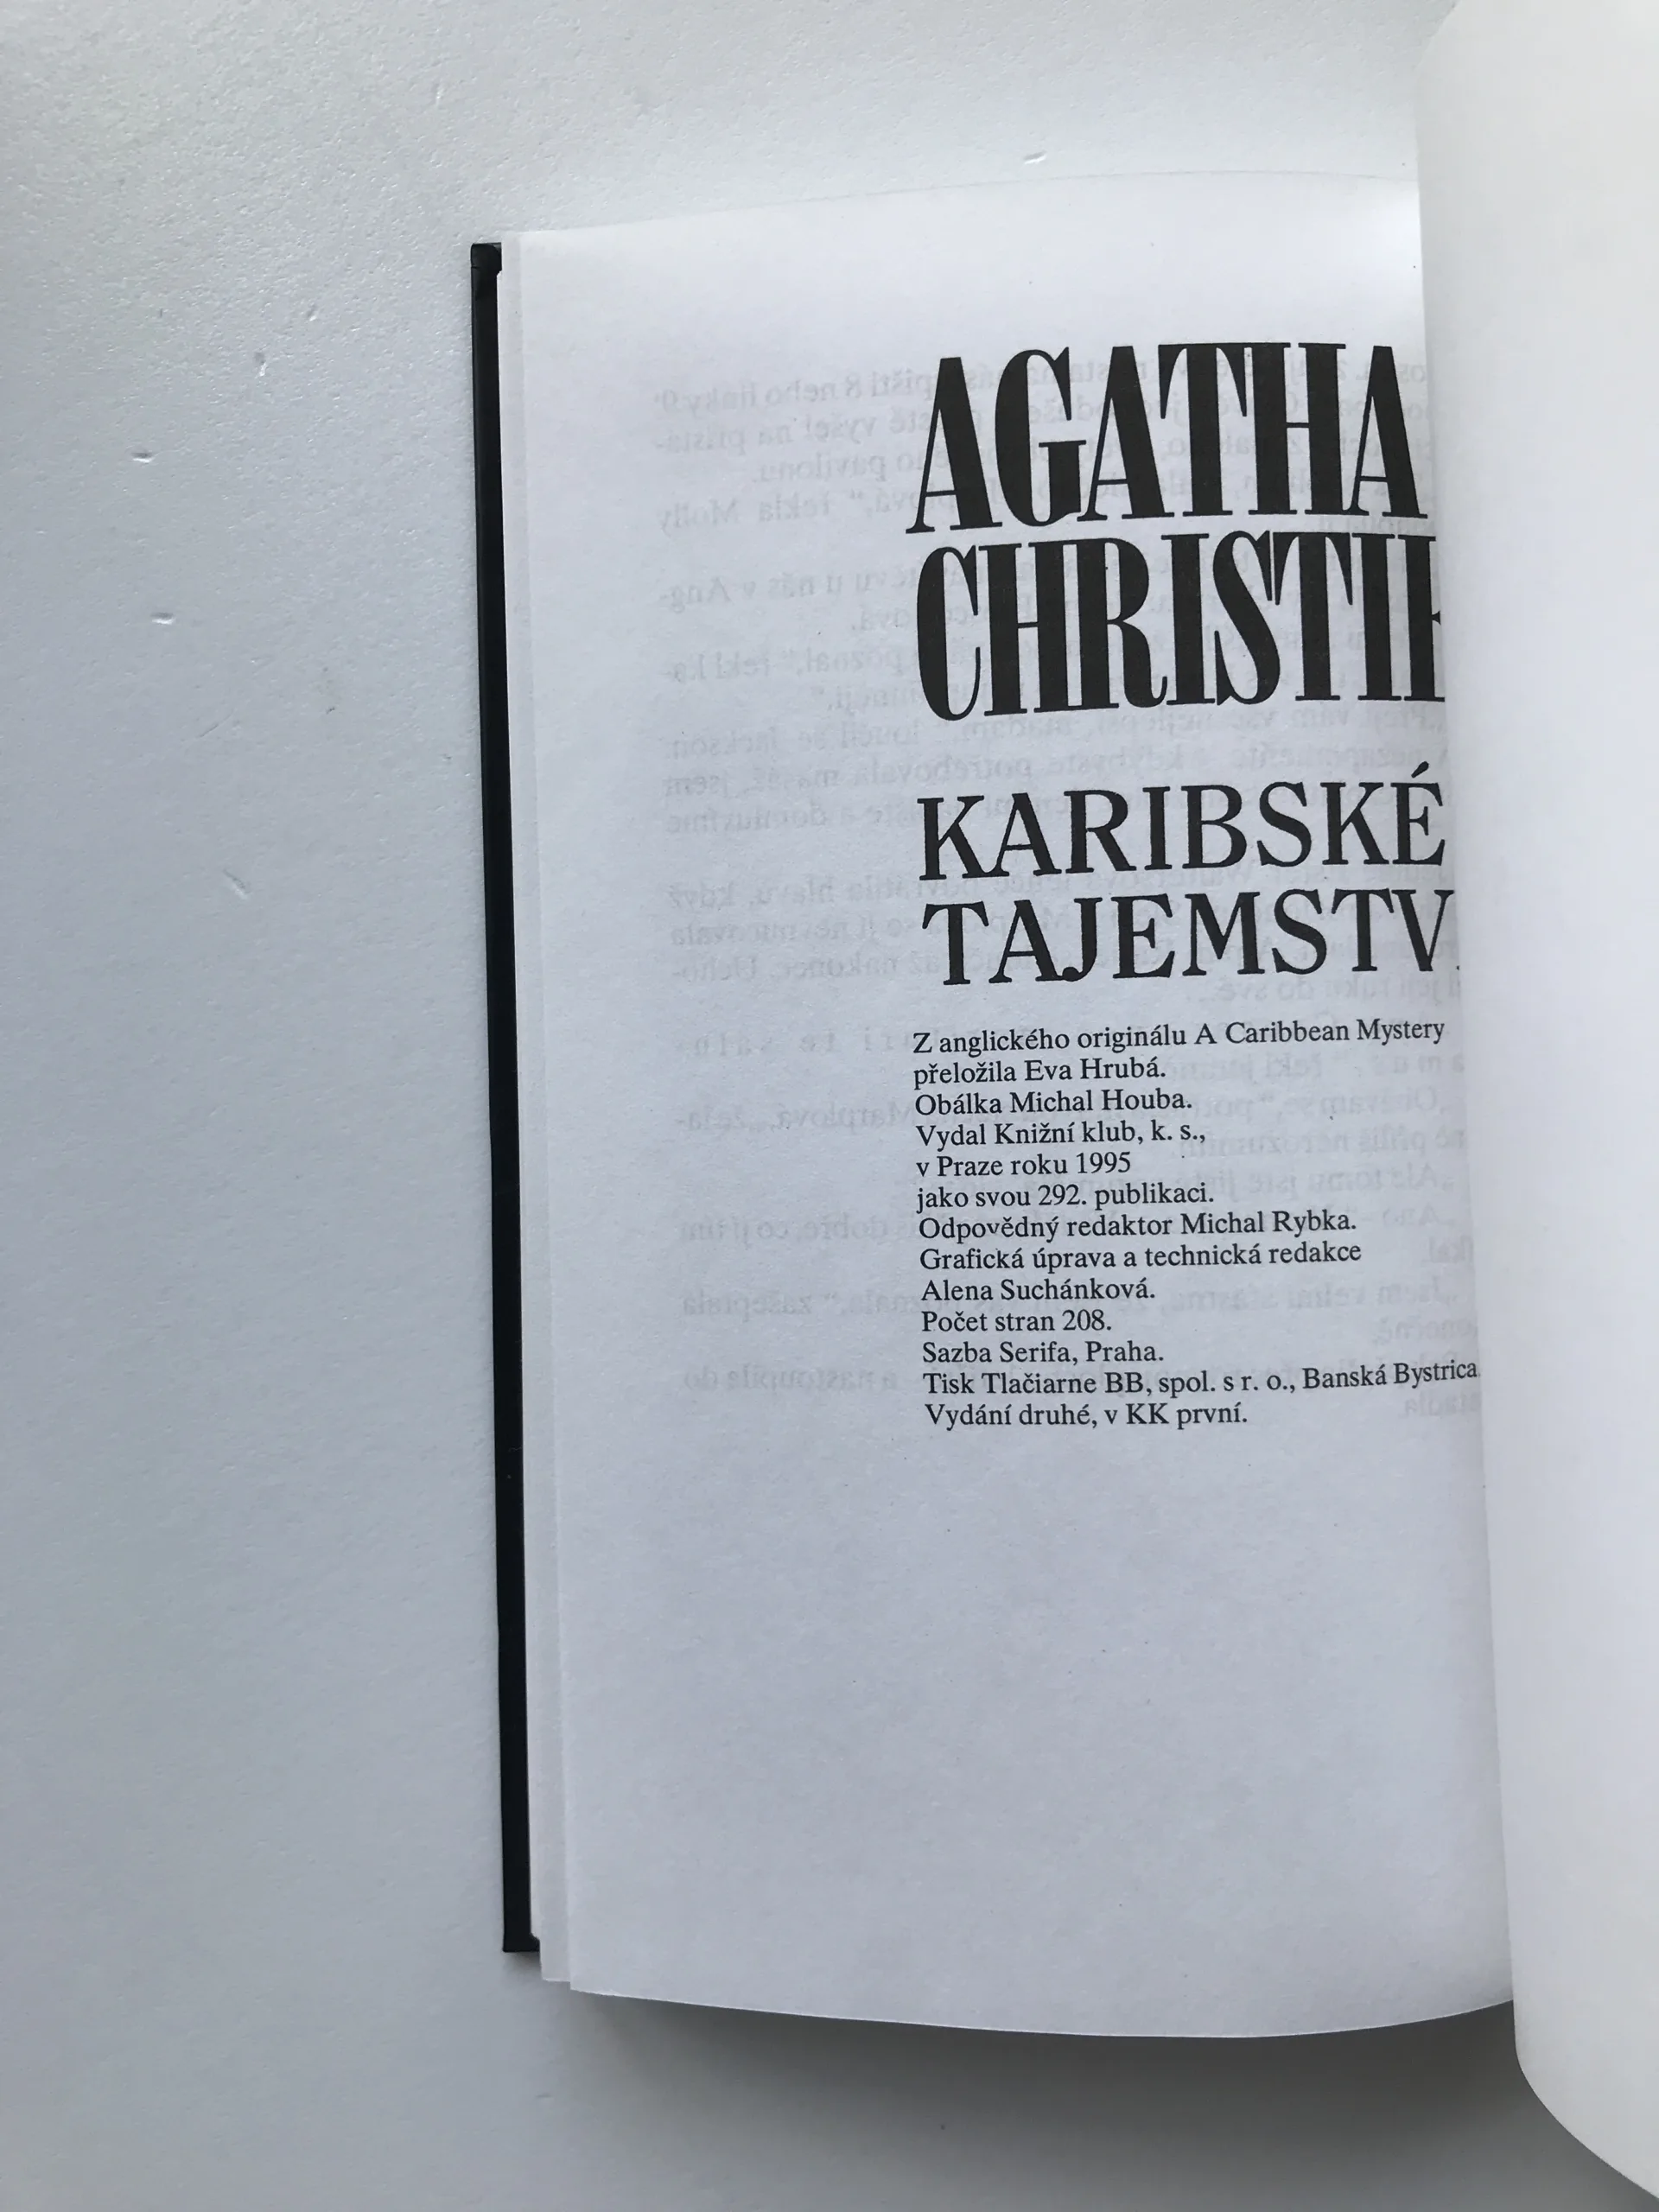 AGATHA
CHRISTIE
KARIBSKÉ
TAJEMSTV
Z anglického originálu A Caribbean Mystery
přeložila Eva Hrubá.
Obálka Michal Houba.
Vydal Knižní klub, k. s.,
v Praze roku 1995
jako svou 292. publikaci.
Odpovědný redaktor Michal Rybka.
Grafická úprava a technická redakce
Alena Suchánková.
Počet stran 208.
Sazba Serifa, Praha.
Tisk Tlačiarne BB, spol. s r. o., Banská Bystrica
Vydání druhé, v KK první.